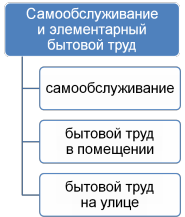 Самообслуживание
и элементарный
бытовой труд
самообслуживание
бытовой труд
в помещении
бытовой труд
на улице